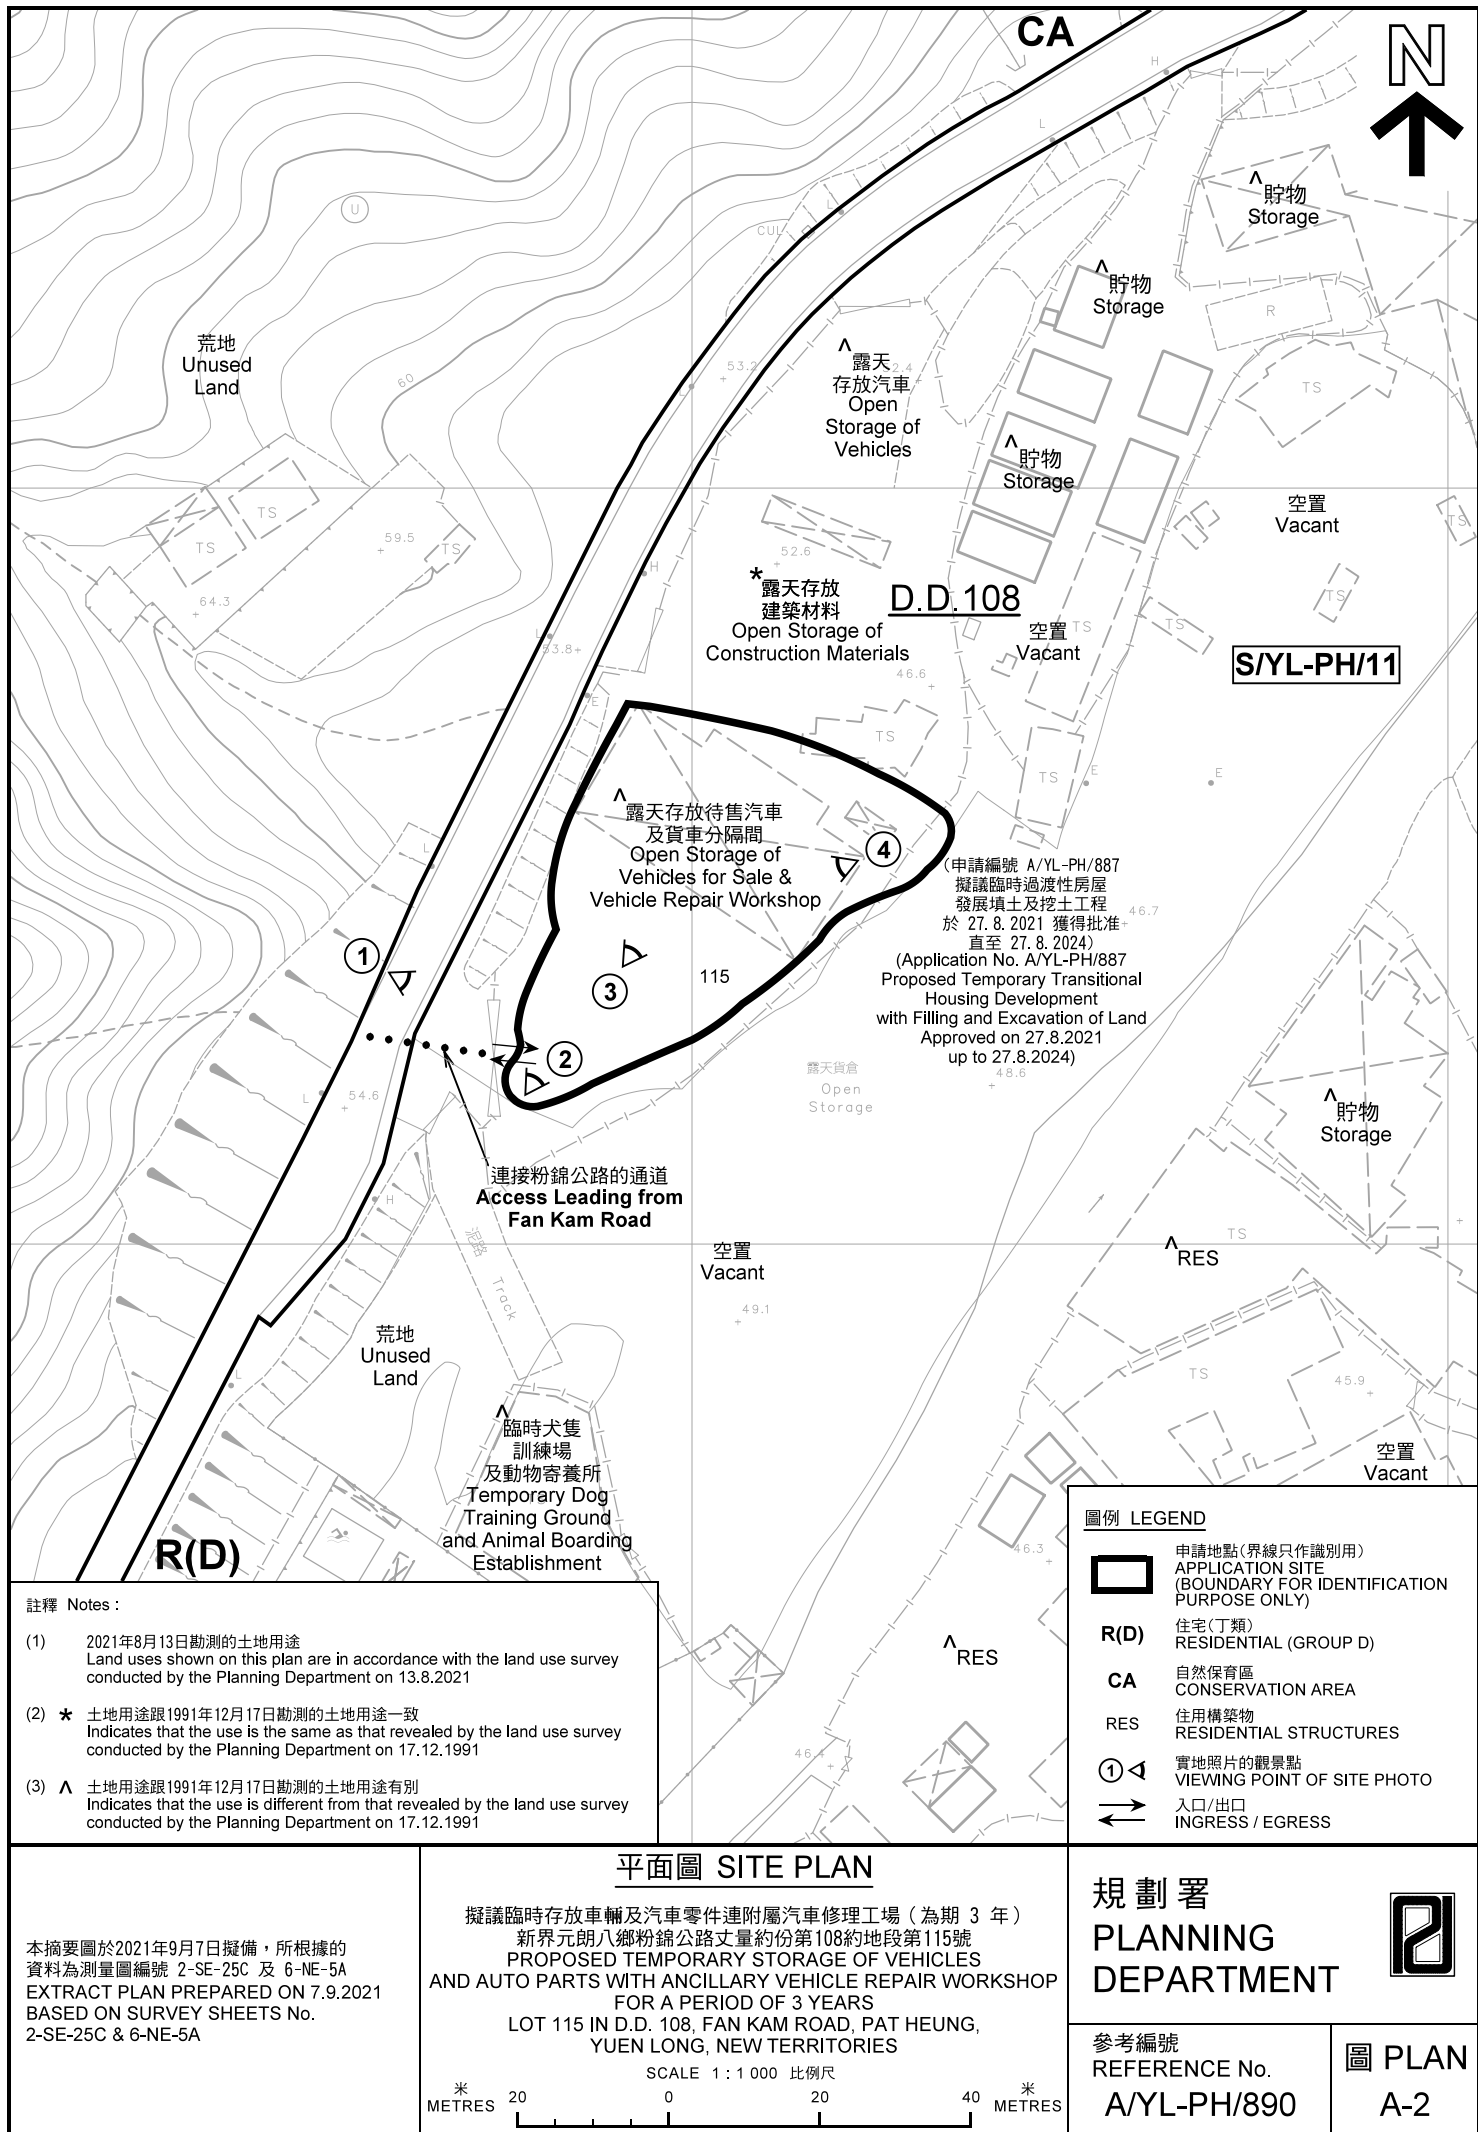 CA
N
H
L
^
貯物
Storage
U
L
CUL
^
貯物
Storage
R
荒地
Unused
Land
60
53.2
L
^
露天
存放汽車
Open
Storage of
Vehicles
52.4
TS
^
貯物
Storage
空置
Vacant
TS
TS
TS
59.5
TS
64.3
52.6
H
*
露天存放
建築材料
Open Storage of
Construction Materials
D.D.108
空置
Vacant
TS
TS
TS
S/YL-PH/11
L
53.8
46.6
E
TS
TS
E
E
^
露天存放待售汽車
及貨車分隔間
Open Storage of
Vehicles for Sale &
Vehicle Repair Workshop
4
L
(申請編號 A/YL-PH/887
擬議臨時過渡性房屋
發展填土及挖土工程
於 27.8.2021 獲得批准
直至 27.8.2024)
(Application No. A/YL-PH/887
Proposed Temporary Transitional
Housing Development
with Filling and Excavation of Land
Approved on 27.8.2021
up to 27.8.2024)
46.7
1
3
115
2
露天貨倉
Open
Storage
48.6
L
54.6
^
貯物
Storage
連接粉錦公路的通道
Access Leading from
Fan Kam Road
H
泥路
Track
空置
Vacant
^
RES
TS
49.1
荒地
Unused
Land
L
TS
45.9
^
臨時犬隻
訓練場
及動物寄養所
Temporary Dog
Training Ground
and Animal Boarding
Establishment
空置
Vacant
R(D)
46.3
^
RES
46.4
註釋 Notes :
(1) 2021年8月13日勘測的土地用途
Land uses shown on this plan are in accordance with the land use survey
conducted by the Planning Department on 13.8.2021
(2) * 土地用途跟1991年12月17日勘測的土地用途一致
Indicates that the use is the same as that revealed by the land use survey
conducted by the Planning Department on 17.12.1991
(3) ^ 土地用途跟1991年12月17日勘測的土地用途有別
Indicates that the use is different from that revealed by the land use survey
conducted by the Planning Department on 17.12.1991
圖例 LEGEND
申請地點(界線只作識別用)
APPLICATION SITE
(BOUNDARY FOR IDENTIFICATION
PURPOSE ONLY)
R(D) 住宅(丁類)
RESIDENTIAL (GROUP D)
CA 自然保育區
CONSERVATION AREA
RES 住用構築物
RESIDENTIAL STRUCTURES
1 實地照片的觀景點
VIEWING POINT OF SITE PHOTO
入口/出口
INGRESS / EGRESS
本摘要圖於2021年9月7日擬備，所根據的
資料為測量圖編號 2-SE-25C 及 6-NE-5A
EXTRACT PLAN PREPARED ON 7.9.2021
BASED ON SURVEY SHEETS No.
2-SE-25C & 6-NE-5A
平面圖 SITE PLAN
擬議臨時存放車輛及汽車零件連附屬汽車修理工場（為期 3 年）
新界元朗八鄉粉錦公路丈量約份第108約地段第115號
PROPOSED TEMPORARY STORAGE OF VEHICLES
AND AUTO PARTS WITH ANCILLARY VEHICLE REPAIR WORKSHOP
FOR A PERIOD OF 3 YEARS
LOT 115 IN D.D. 108, FAN KAM ROAD, PAT HEUNG,
YUEN LONG, NEW TERRITORIES
SCALE 1 : 1 000 比例尺
米
METRES 20 0 20 40 米
METRES
規劃署
PLANNING
DEPARTMENT
參考編號
REFERENCE No.
A/YL-PH/890
圖 PLAN
A-2